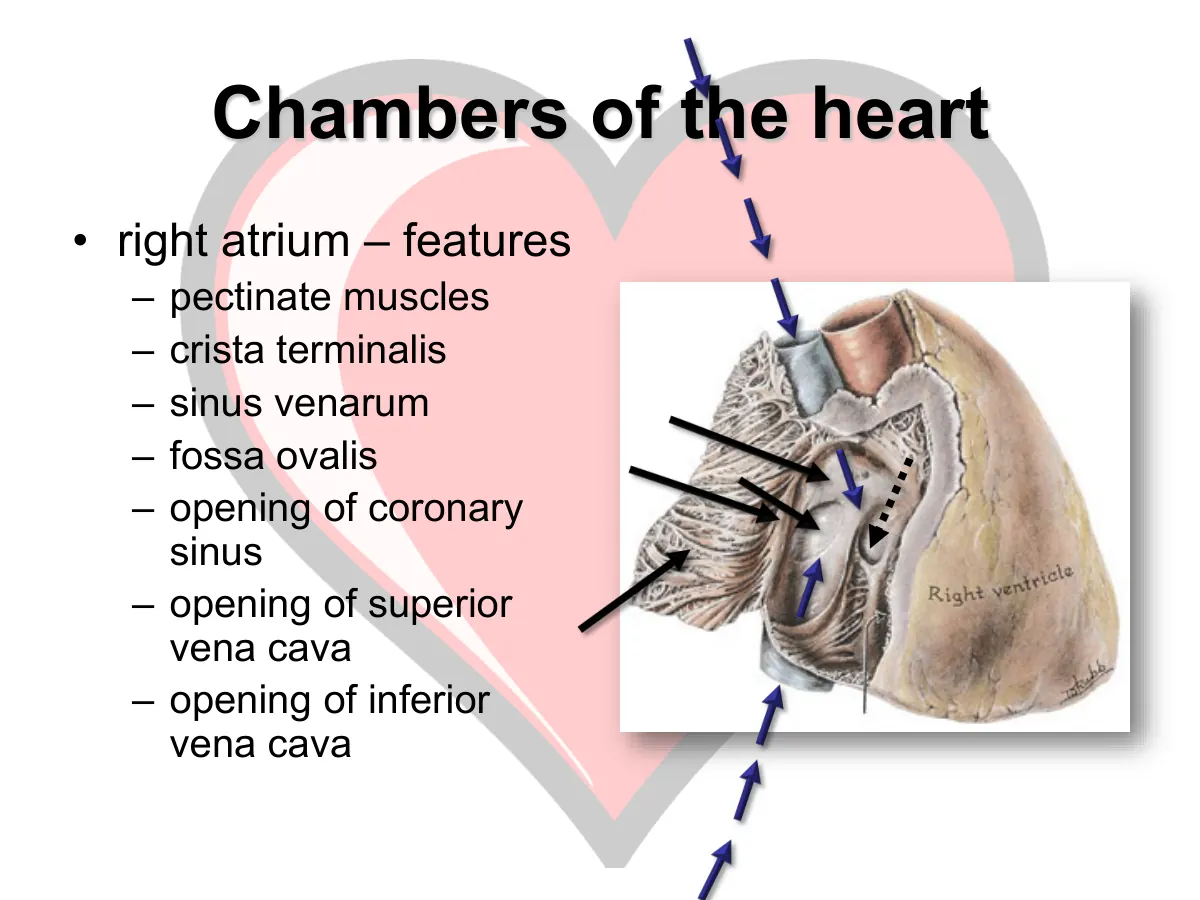 Chambers of the heart
• right atrium – features
– pectinate muscles
– crista terminalis
– sinus venarum
– fossa ovalis
– opening of coronary
sinus
– opening of superior
vena cava
– opening of inferior
vena cava
Right ventricle